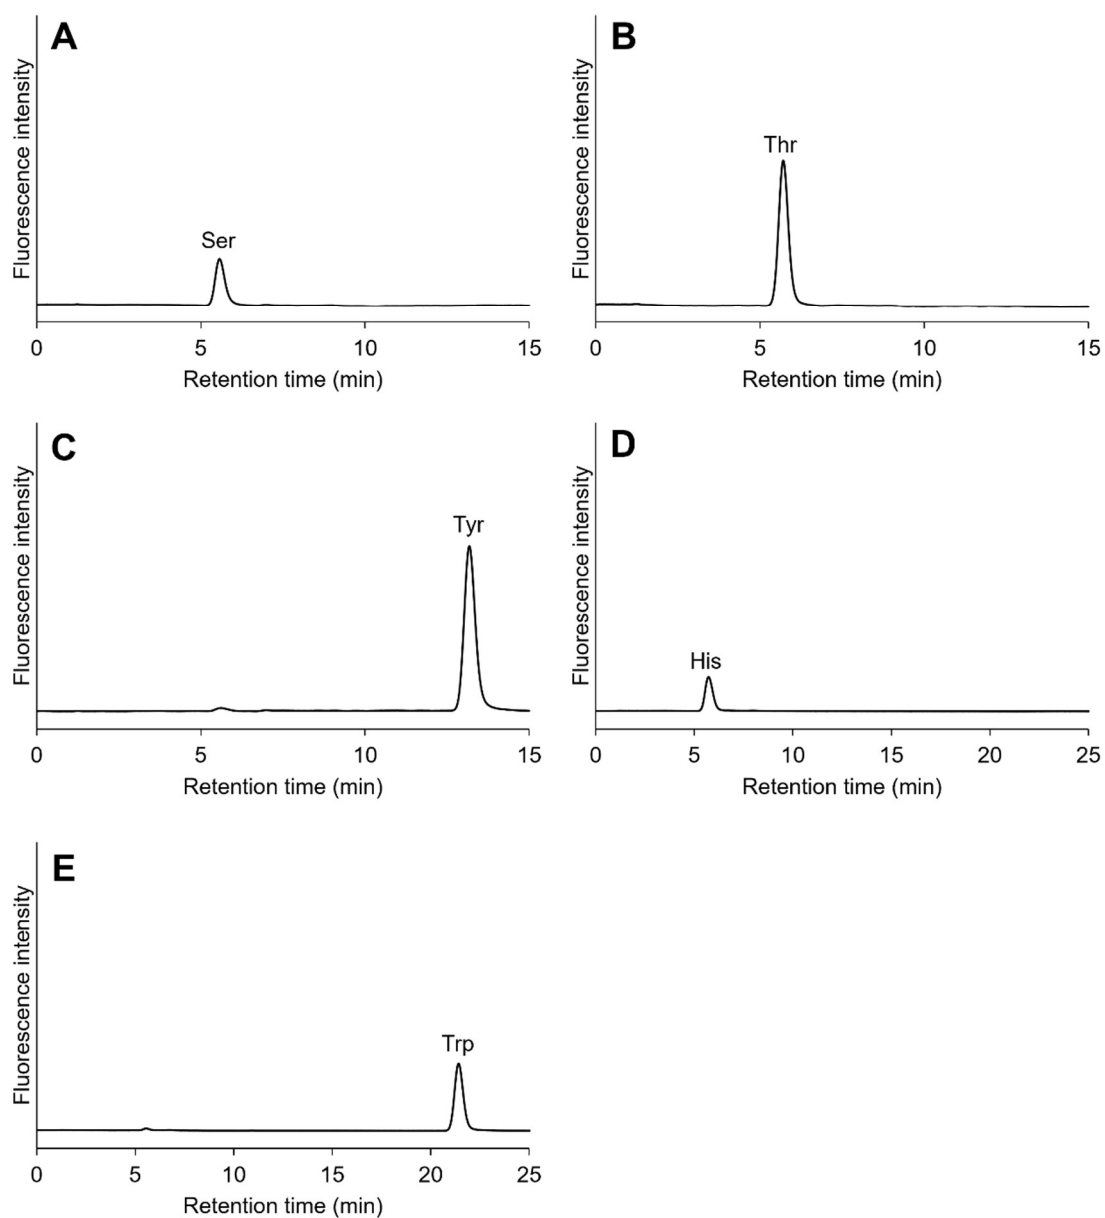 A
Fluorescence intensity
Ser
0 5 10 15
Retention time (min)
B
Fluorescence intensity
Thr
0 5 10 15
Retention time (min)
C
Fluorescence intensity
Tyr
0 5 10 15
Retention time (min)
D
Fluorescence intensity
His
0 5 10 15 20 25
Retention time (min)
E
Fluorescence intensity
Trp
0 5 10 15 20 25
Retention time (min)